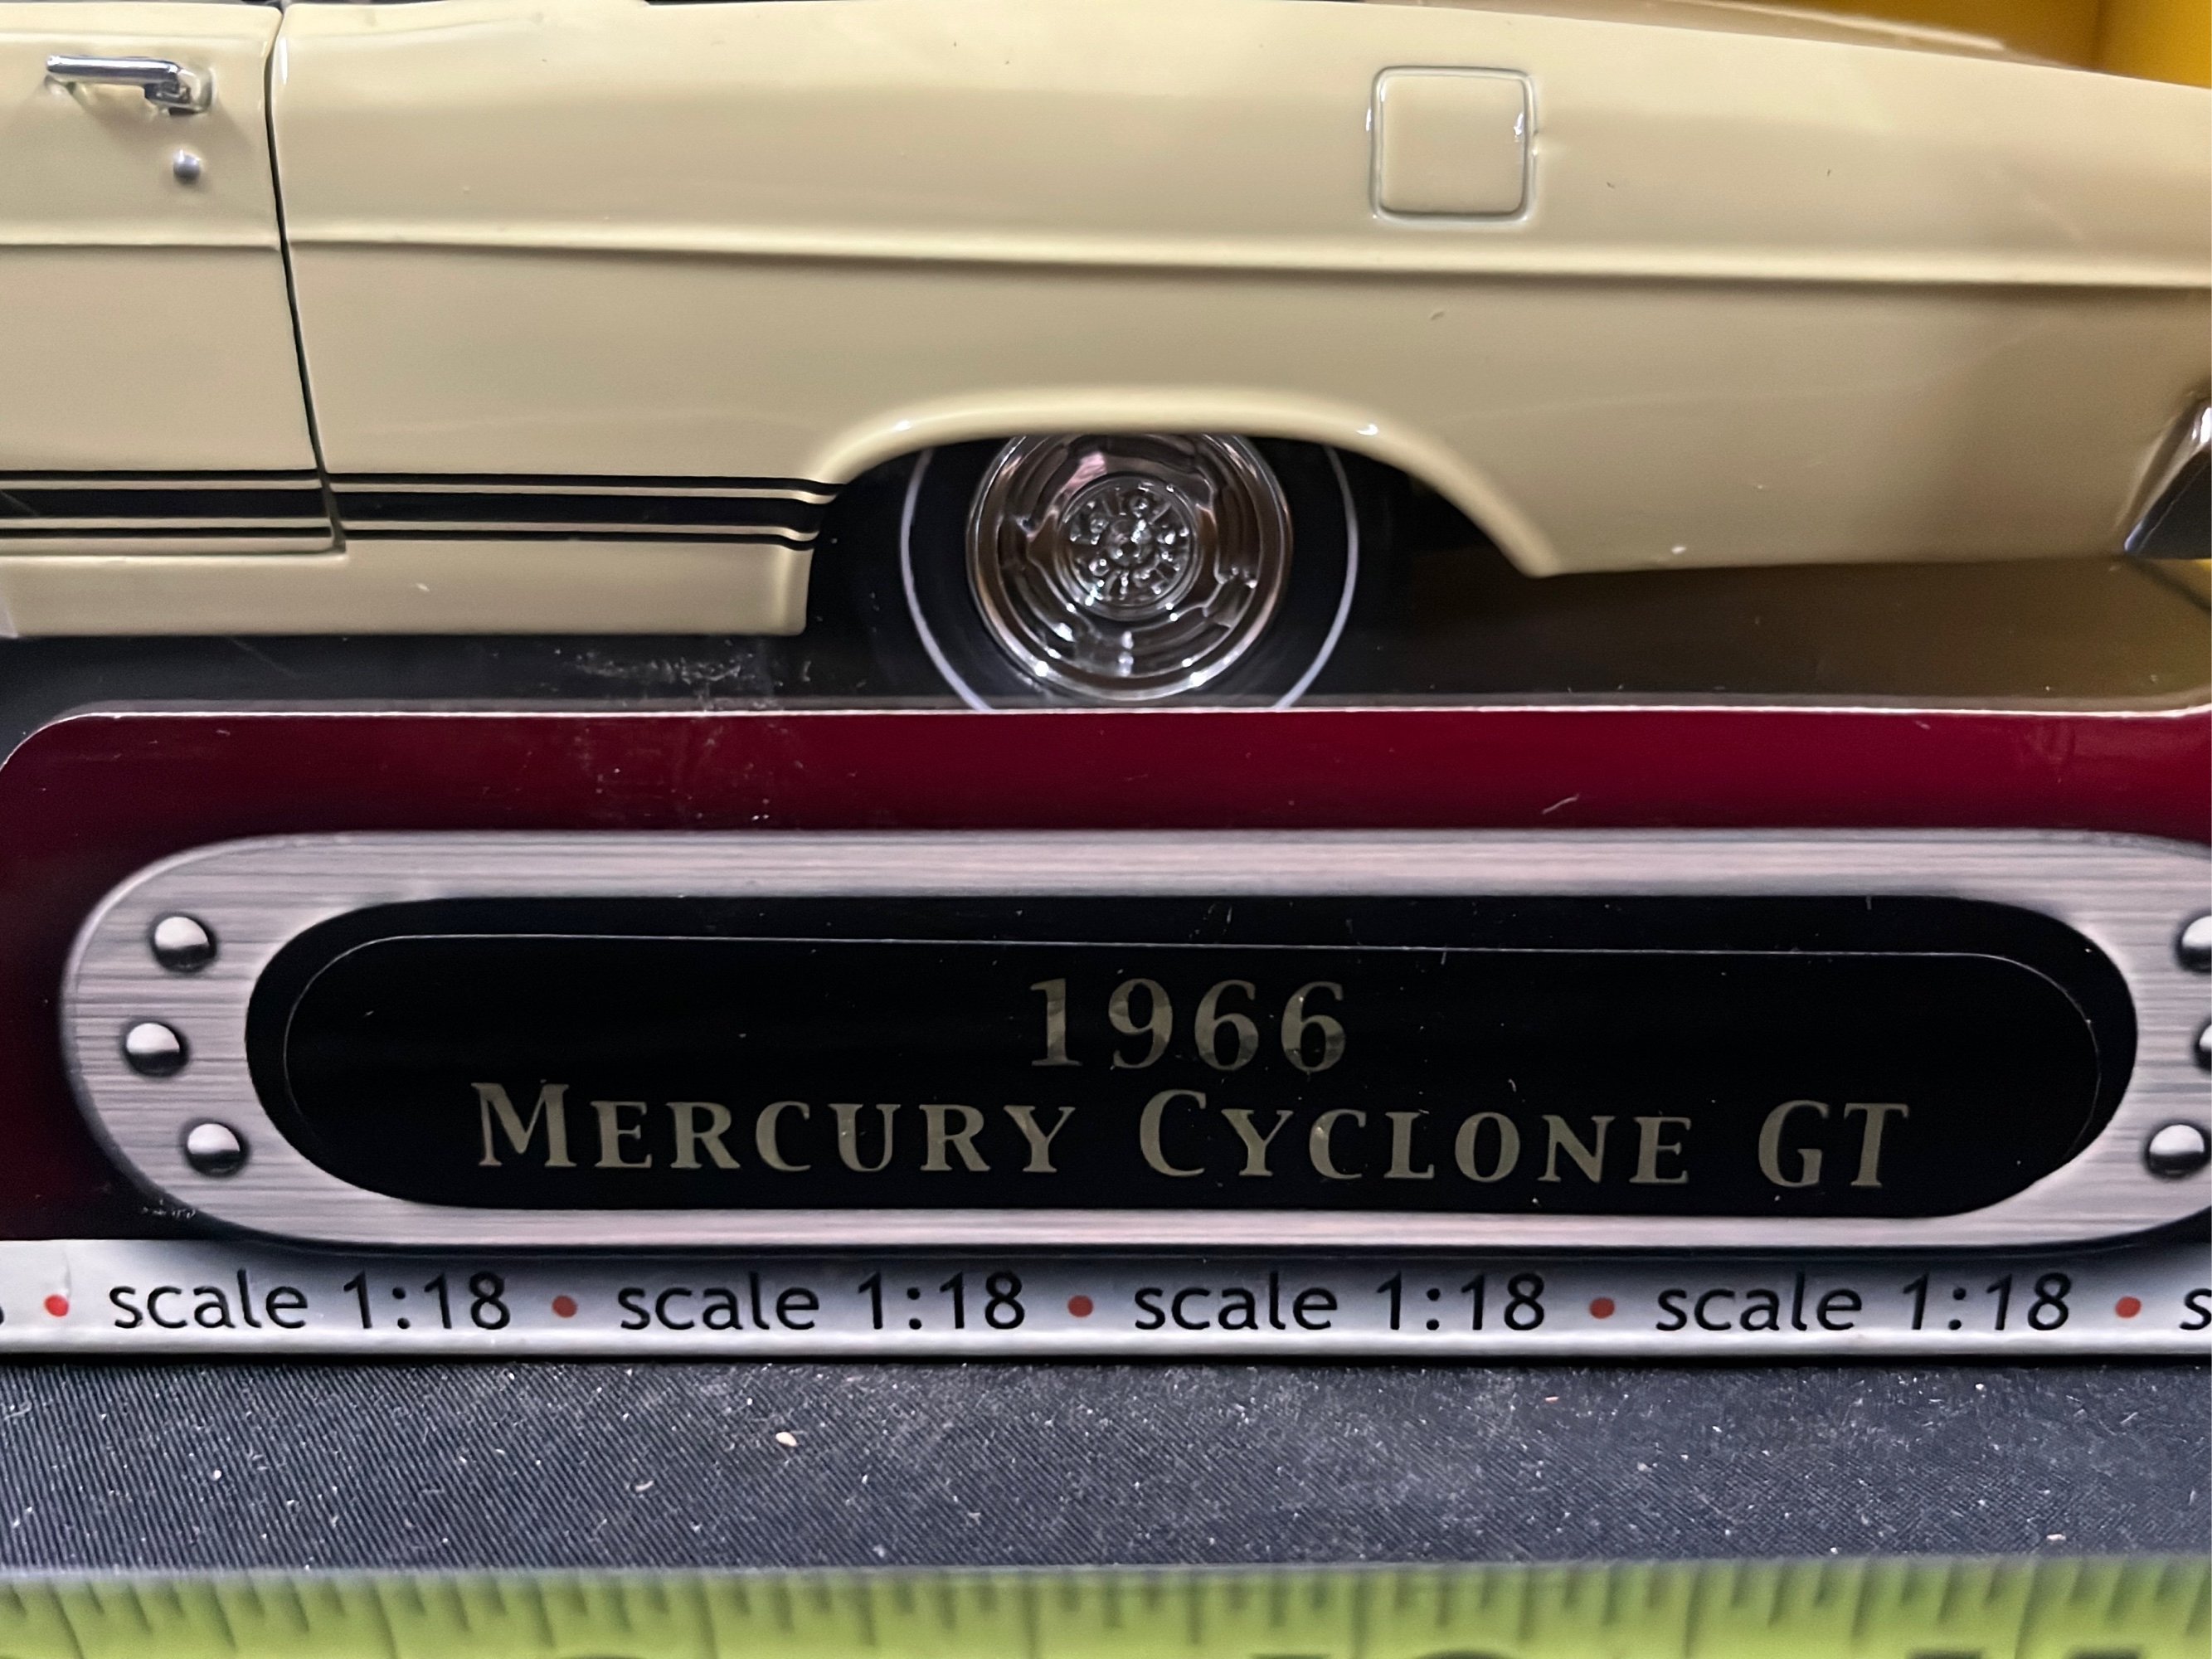 1966
MERCURY CYCLONE GT
• scale 1:18 • scale 1:18 • scale 1:18 • scale 1:18 •